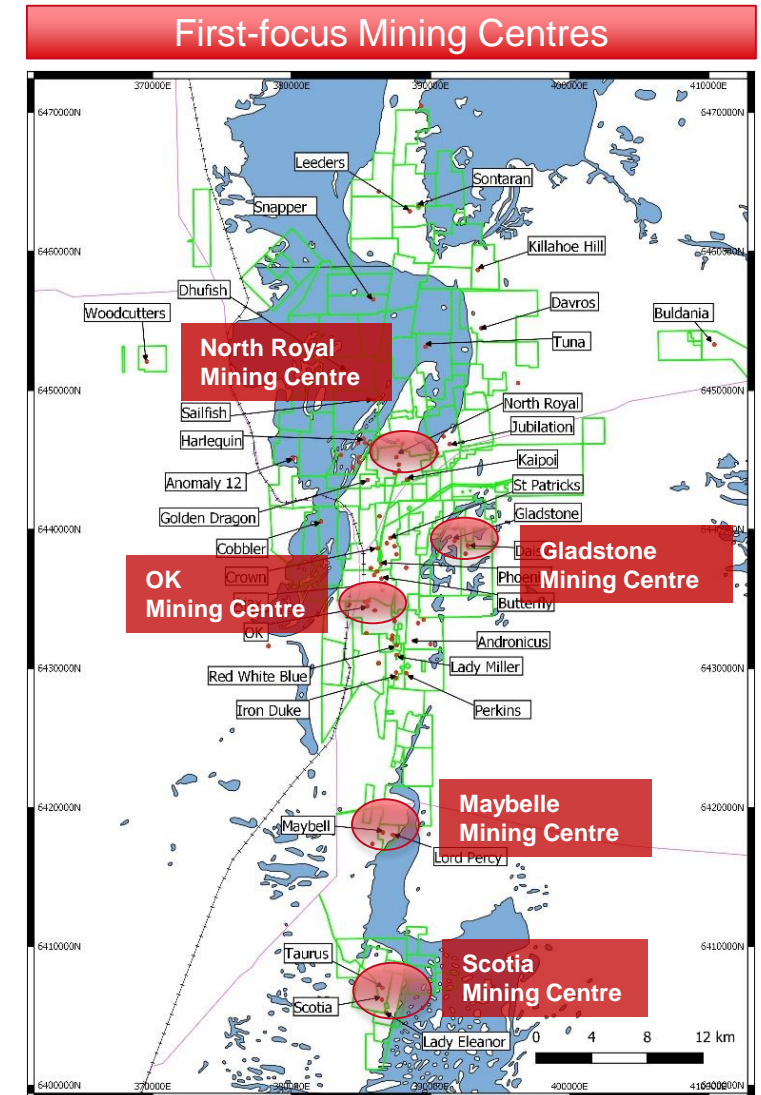 First-focus Mining Centres
370000E
380000E
390000E
400000E
410000E
6470000N
6470000N
Leeders
Sontaran
Snapper
6460000N
Killahoe Hill
6460000N
Dhufish
Woodcutters
Davros
Buldania
North Royal
Mining Centre
Tuna
6450000N
6450000N
Sailfish
North Royal
Harlequin
Jubilation
Kaipoi
Anomaly 12
St Patricks
Golden Dragon
Gladstone
6440000N
Cobbler
Gladstone
Mining Centre
Crown
OK
Mining Centre
Butterfly
OK
Andronicus
Lady Miller
6430000N
6430000N
Red White Blue
Iron Duke
Perkins
Maybelle
Mining Centre
6420000N
6420000N
Maybell
Lord Percy
6410000N
6410000N
Taurus
Scotia
Mining Centre
Scotia
Lady Eleanor
0 4 8 12 km
6400000N
370000E
380000E
390000E
400000E